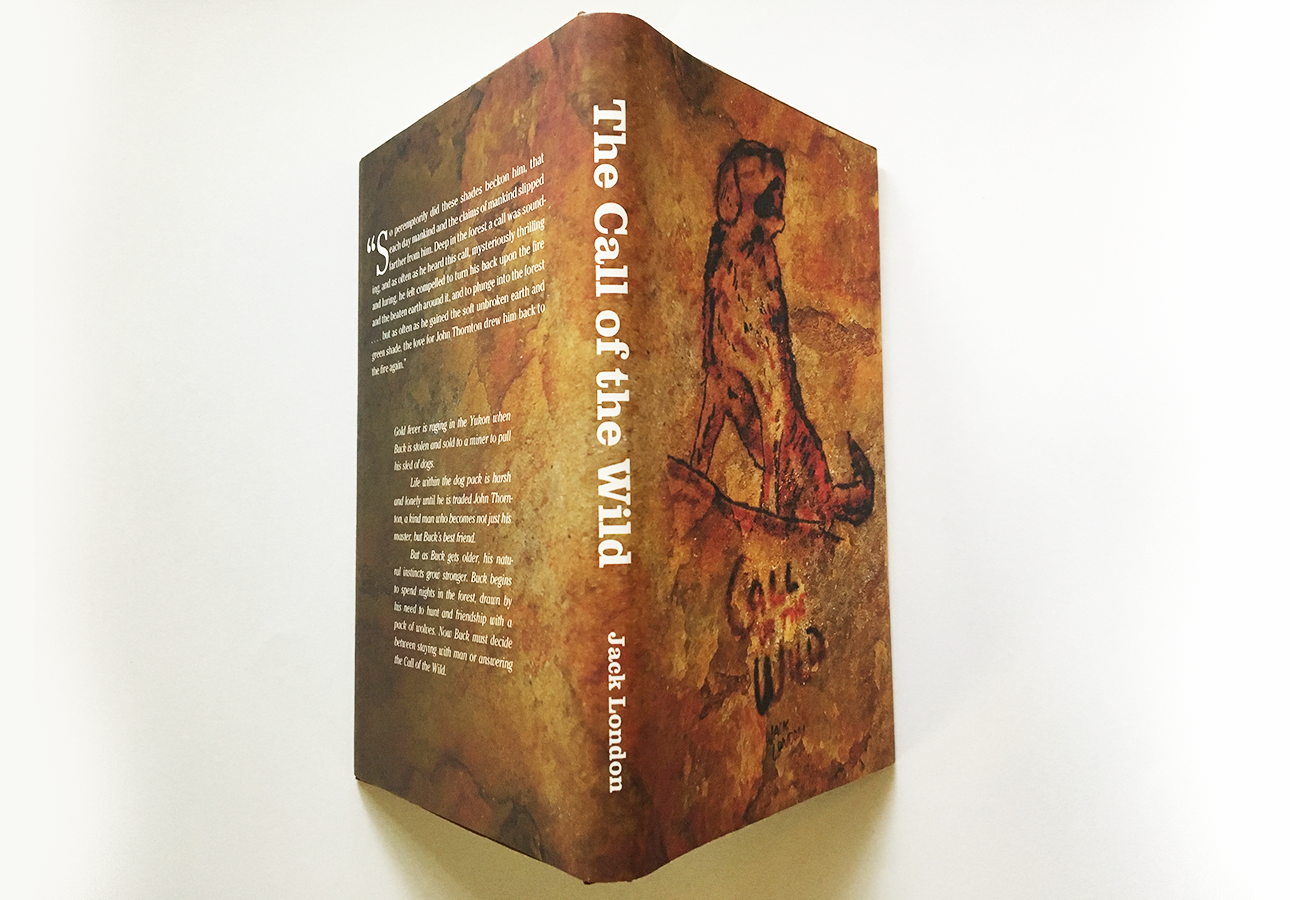 “So peremptorily did these shades beckon him, that
each day mankind and the claims of mankind slipped
farther from him. Deep in the forest a call was sound-
ing, and as often as he heard this call, mysteriously thrilling
and luring, he felt compelled to turn his back upon the fire
and the beaten earth around it, and to plunge into the forest
. . . . but as often as he gained the soft unbroken earth and
green shade, the love for John Thornton drew him back to
the fire again.”
Gold fever is raging in the Yukon when
Buck is stolen and sold to a miner to pull
his sled of dogs.
Life within the dog pack is harsh
and lonely until he is traded John Thorn-
ton, a kind man who becomes not just his
master, but Buck's best friend.
But as Buck gets older, his natu-
ral instincts grow stronger. Buck begins
to spend nights in the forest, drawn by
his need to hunt and friendship with a
pack of wolves. Now Buck must decide
between staying with man or answering
the Call of the Wild.
The Call of the Wild
Jack London
CALL
OF THE
WILD
JACK
LONDON